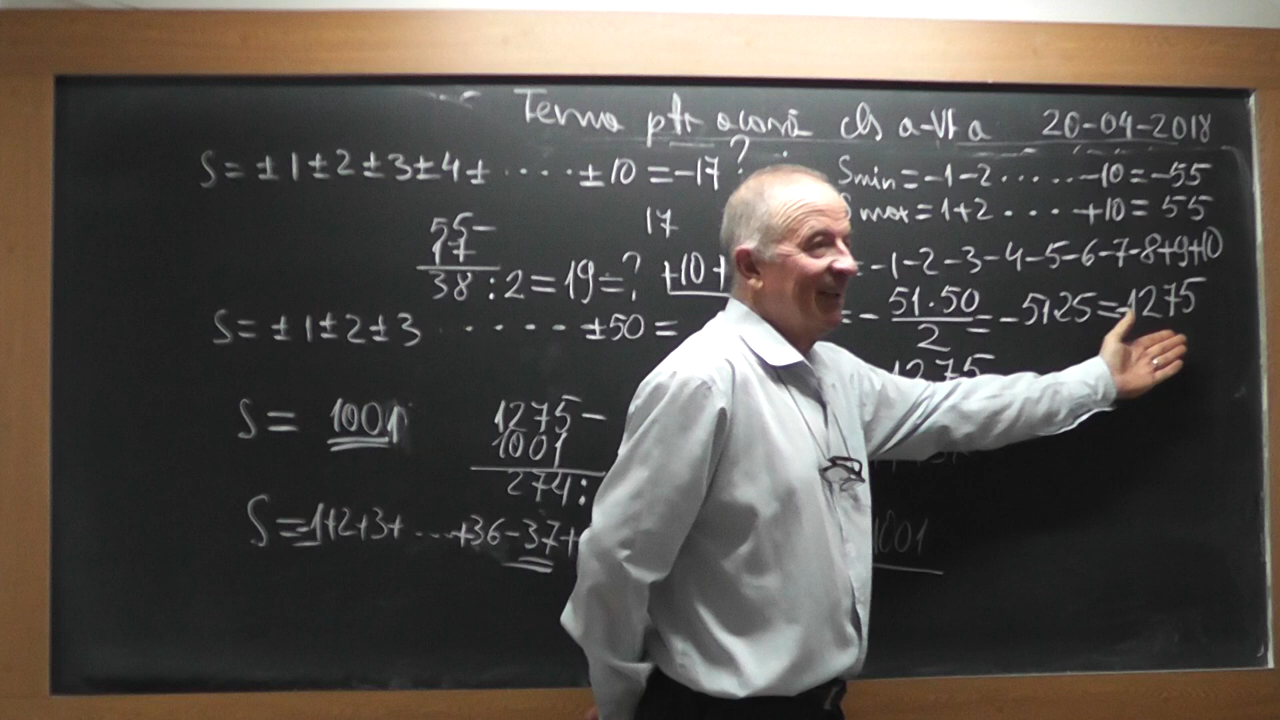 Tema ptr acasă cls a-VI a 20-04-2018
S = ± 1 ± 2 ± 3 ± 4 ± ..... ± 10 = -17 ?
Smin = -1-2 ..... -10 = -55
Smax = 1+2 .... +10 = 55
55-
17
38 : 2 = 19 = ?
17
+10+
-1-2-3-4-5-6-7-8+9+10
S = ± 1 ± 2 ± 3 ...... ± 50 =
= - 51·50 / 2 = -51·25 = -1275
1275
S = 1001
1275-
1001
274 :
S = -1+2+3+ ....+36-37+
1001